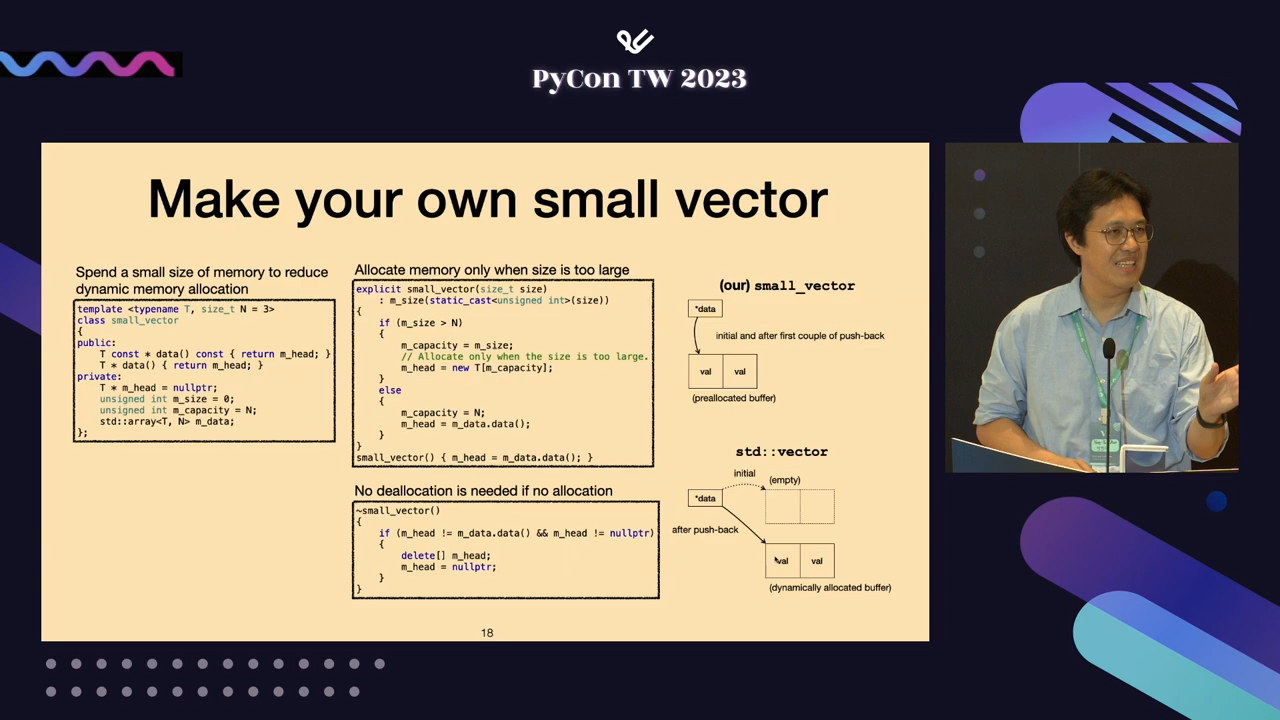 PyCon TW 2023
Make your own small vector
Spend a small size of memory to reduce
dynamic memory allocation
template <typename T, size_t N = 3>
class small_vector
{
public:
    T const * data() const { return m_head; }
    T * data() { return m_head; }
private:
    T * m_head = nullptr;
    unsigned int m_size = 0;
    unsigned int m_capacity = N;
    std::array<T, N> m_data;
};
Allocate memory only when size is too large
explicit small_vector(size_t size)
    : m_size(static_cast<unsigned int>(size))
{
    if (m_size > N)
    {
        m_capacity = m_size;
        // Allocate only when the size is too large.
        m_head = new T[m_capacity];
    }
    else
    {
        m_capacity = N;
        m_head = m_data.data();
    }
}
small_vector() { m_head = m_data.data(); }
No deallocation is needed if no allocation
~small_vector()
{
    if (m_head != m_data.data() && m_head != nullptr)
    {
        delete[] m_head;
        m_head = nullptr;
    }
}
(our) small_vector
*data
initial and after first couple of push-back
val val
(preallocated buffer)
std::vector
initial
(empty)
*data
after push-back
val val
(dynamically allocated buffer)
18